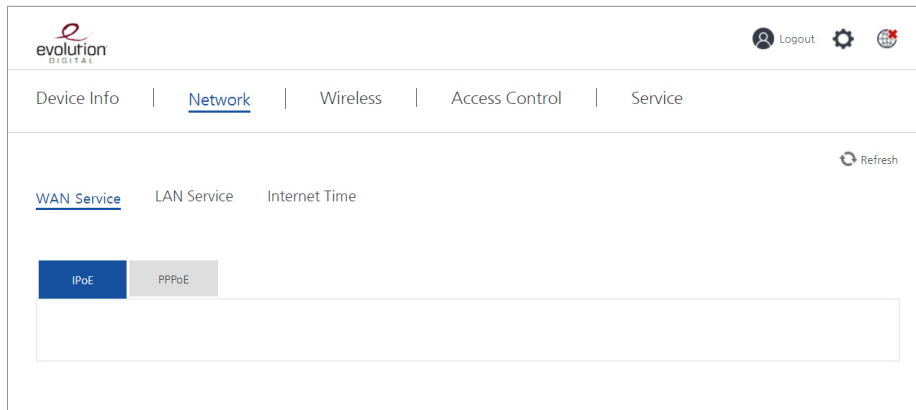 evolution
DIGITAL
Logout
Device Info | Network | Wireless | Access Control | Service
Refresh
WAN Service LAN Service Internet Time
IPoE PPPoE